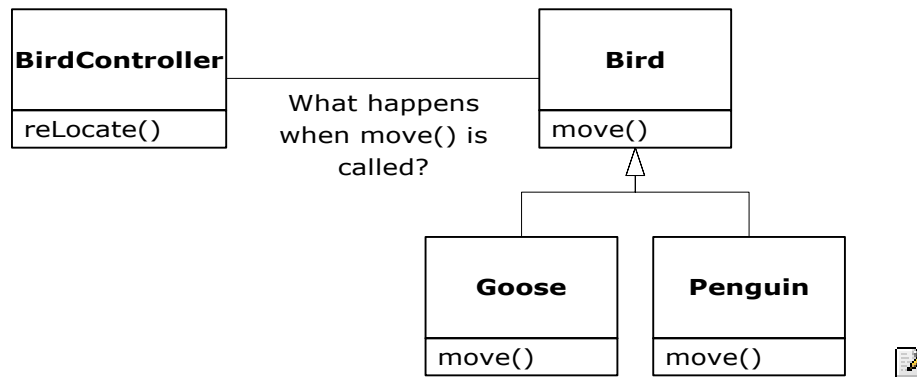 BirdController
reLocate()
What happens
when move() is
called?
Bird
move()
Goose
move()
Penguin
move()